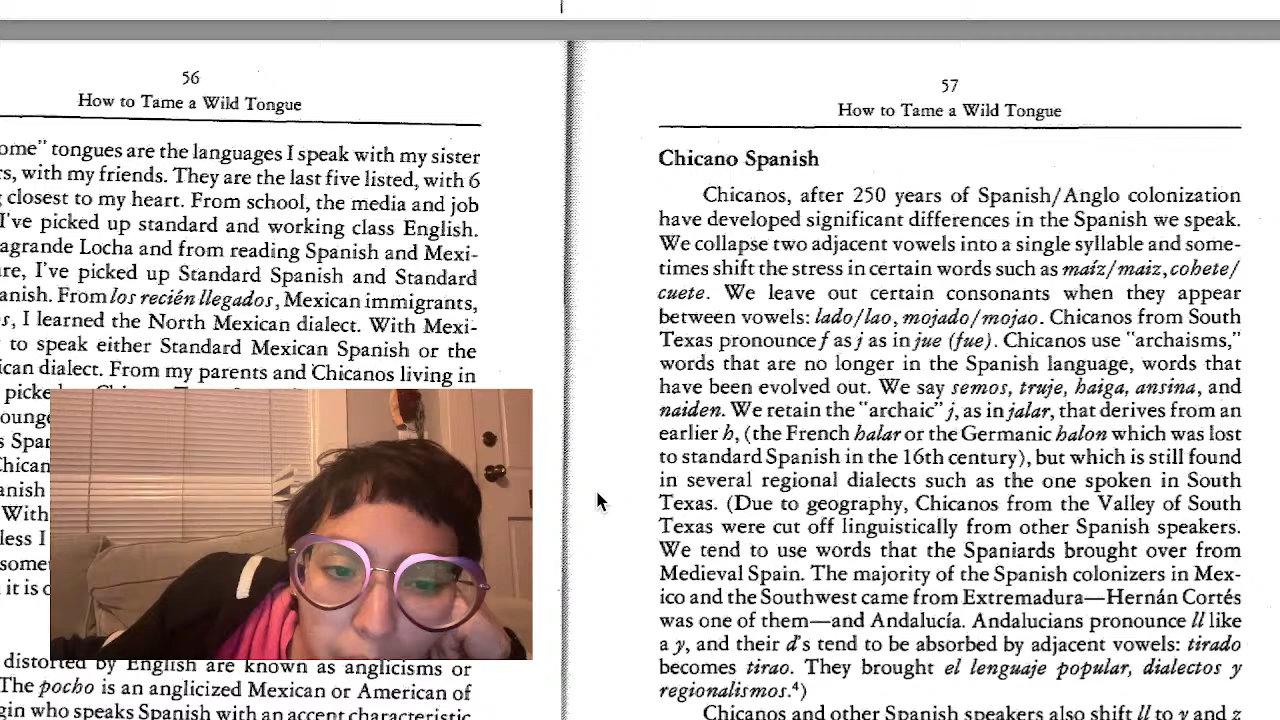 56
How to Tame a Wild Tongue
ome" tongues are the languages I speak with my sister
s, with my friends. They are the last five listed, with 6
closest to my heart. From school, the media and job
I've picked up standard and working class English.
agrande Locha and from reading Spanish and Mexi-
re, I've picked up Standard Spanish and Standard
anish. From los recién llegados, Mexican immigrants,
s, I learned the North Mexican dialect. With Mexi-
to speak either Standard Mexican Spanish or the
ican dialect. From my parents and Chicanos living in
picke
ounge
s Spar
Chican
anish
With
less I
some
it is
distorted by English are known as anglicisms or
The pocho is an anglicized Mexican or American of
gin who speaks Spanish with an accent characteristic
57
How to Tame a Wild Tongue
Chicano Spanish
Chicanos, after 250 years of Spanish/Anglo colonization
have developed significant differences in the Spanish we speak.
We collapse two adjacent vowels into a single syllable and some-
times shift the stress in certain words such as maíz/maiz, cohete/
cuete. We leave out certain consonants when they appear
between vowels: lado/lao, mojado/mojao. Chicanos from South
Texas pronounce f as j as in jue (fue). Chicanos use "archaisms,"
words that are no longer in the Spanish language, words that
have been evolved out. We say semos, truje, haiga, ansina, and
naiden. We retain the "archaic" j, as in jalar, that derives from an
earlier h, (the French halar or the Germanic halon which was lost
to standard Spanish in the 16th century), but which is still found
in several regional dialects such as the one spoken in South
Texas. (Due to geography, Chicanos from the Valley of South
Texas were cut off linguistically from other Spanish speakers.
We tend to use words that the Spaniards brought over from
Medieval Spain. The majority of the Spanish colonizers in Mex-
ico and the Southwest came from Extremadura—Hernán Cortés
was one of them—and Andalucía. Andalucians pronounce ll like
a y, and their d's tend to be absorbed by adjacent vowels: tirado
becomes tirao. They brought el lenguaje popular, dialectos y
regionalismos.⁴)
Chicanos and other Spanish speakers also shift ll to y and z